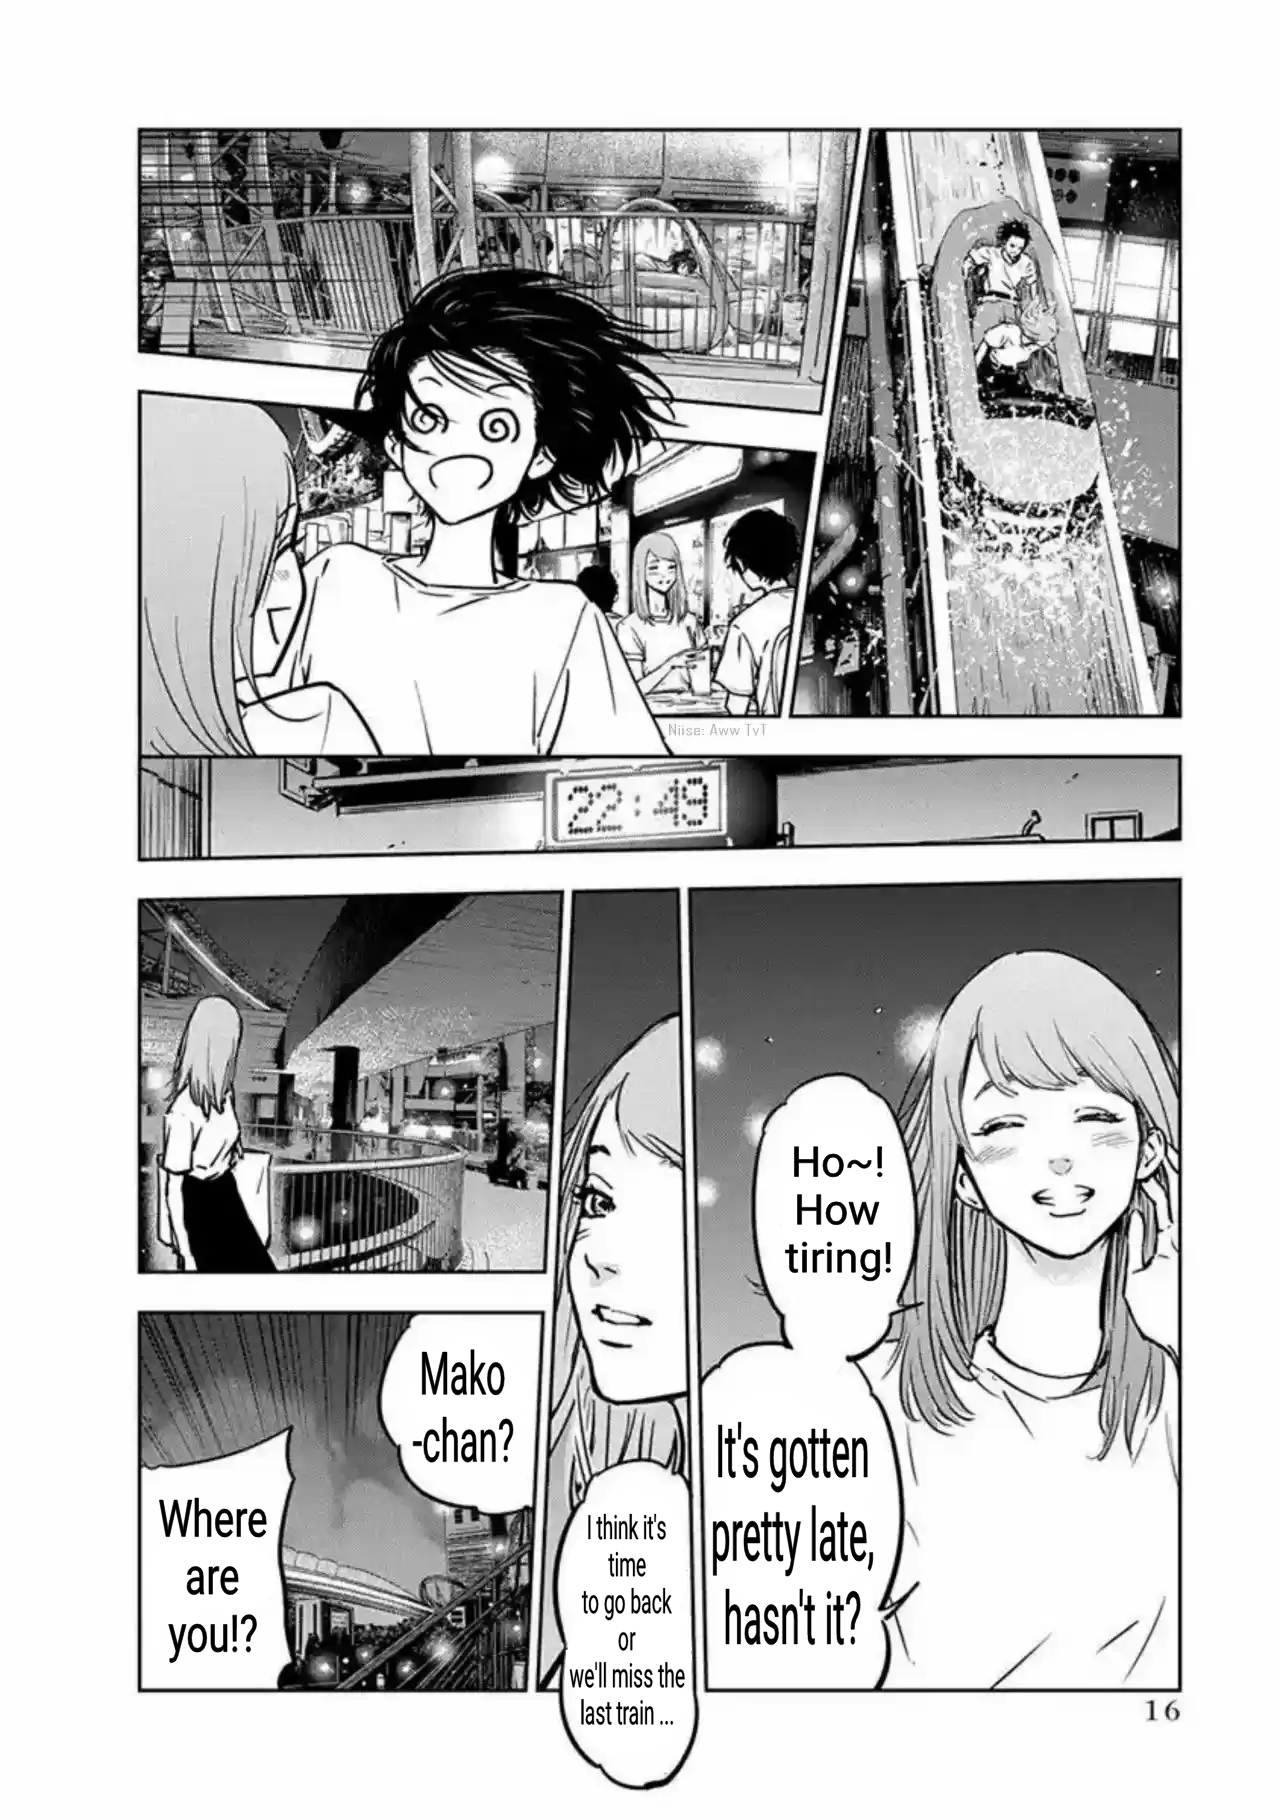 Niise: Aww TvT
22:49
Ho~!
How
tiring!
It's gotten
pretty late,
hasn't it?
I think it's
time
to go back
or
we'll miss the
last train ...
Mako
-chan?
Where
are
you!?
16